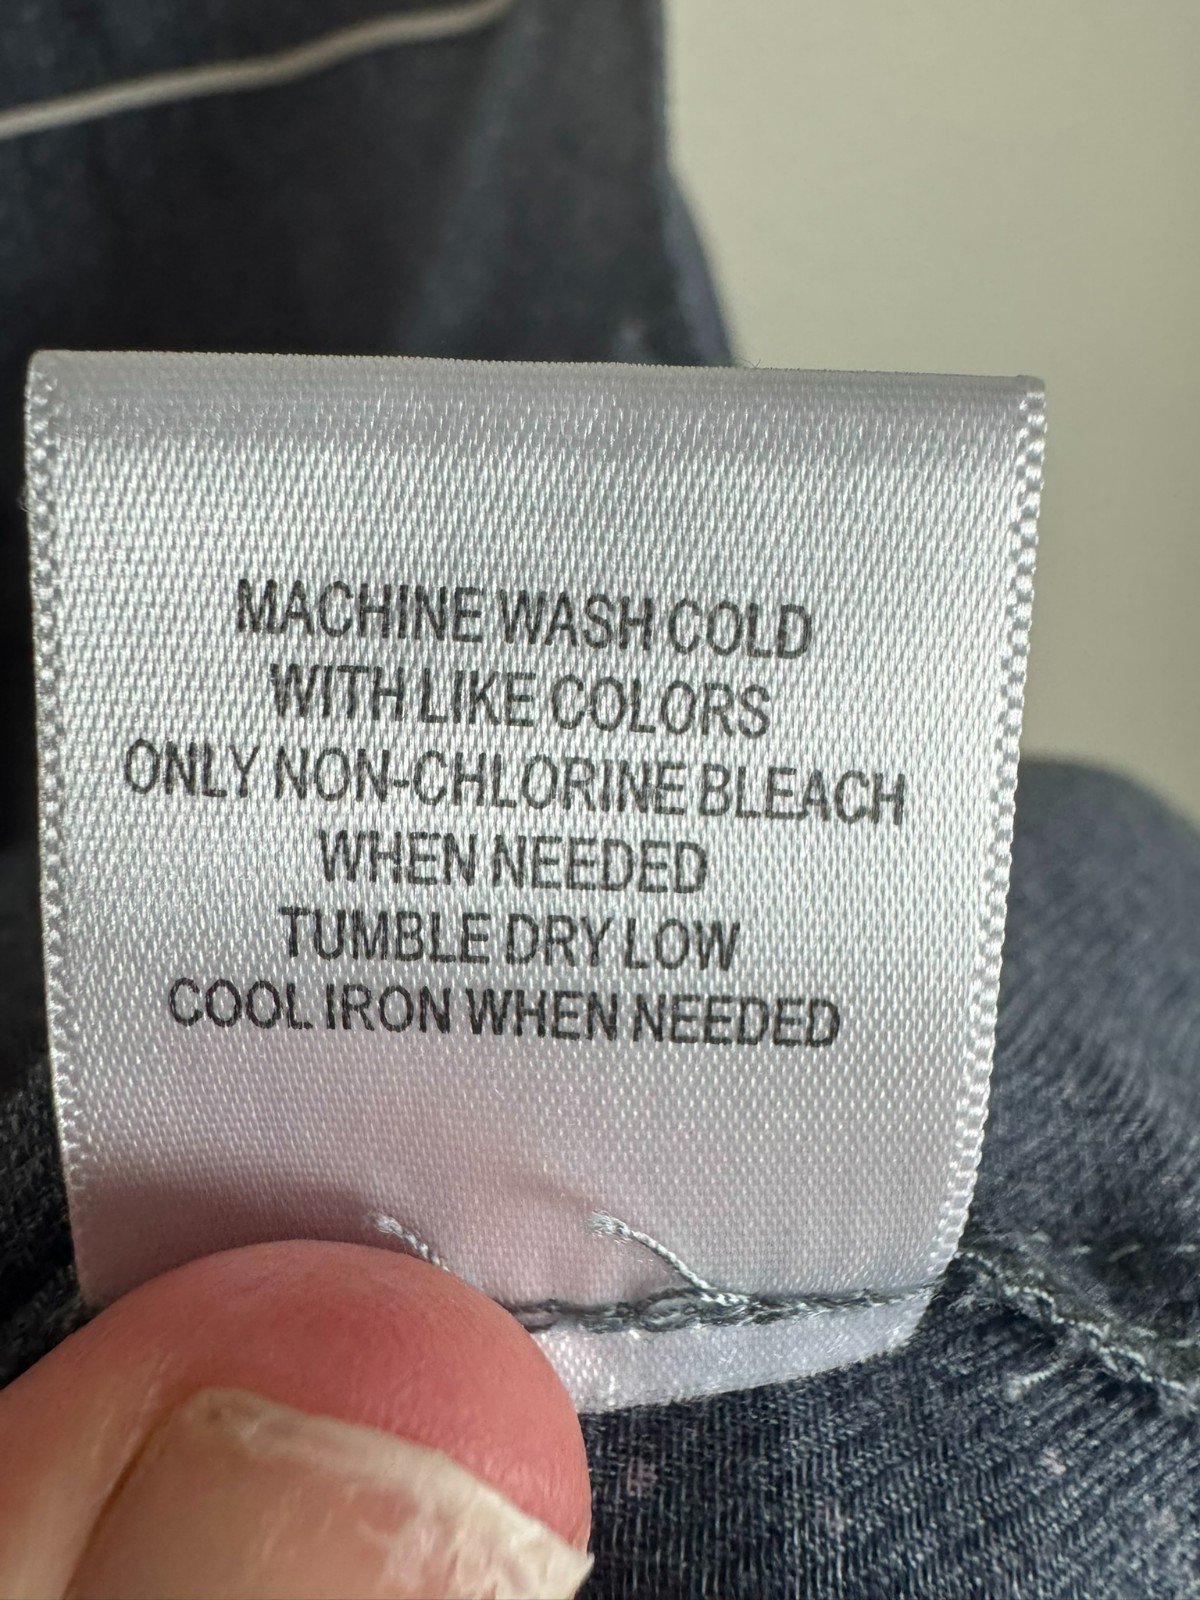 MACHINE WASH COLD
WITH LIKE COLORS
ONLY NON-CHLORINE BLEACH
WHEN NEEDED
TUMBLE DRY LOW
COOL IRON WHEN NEEDED